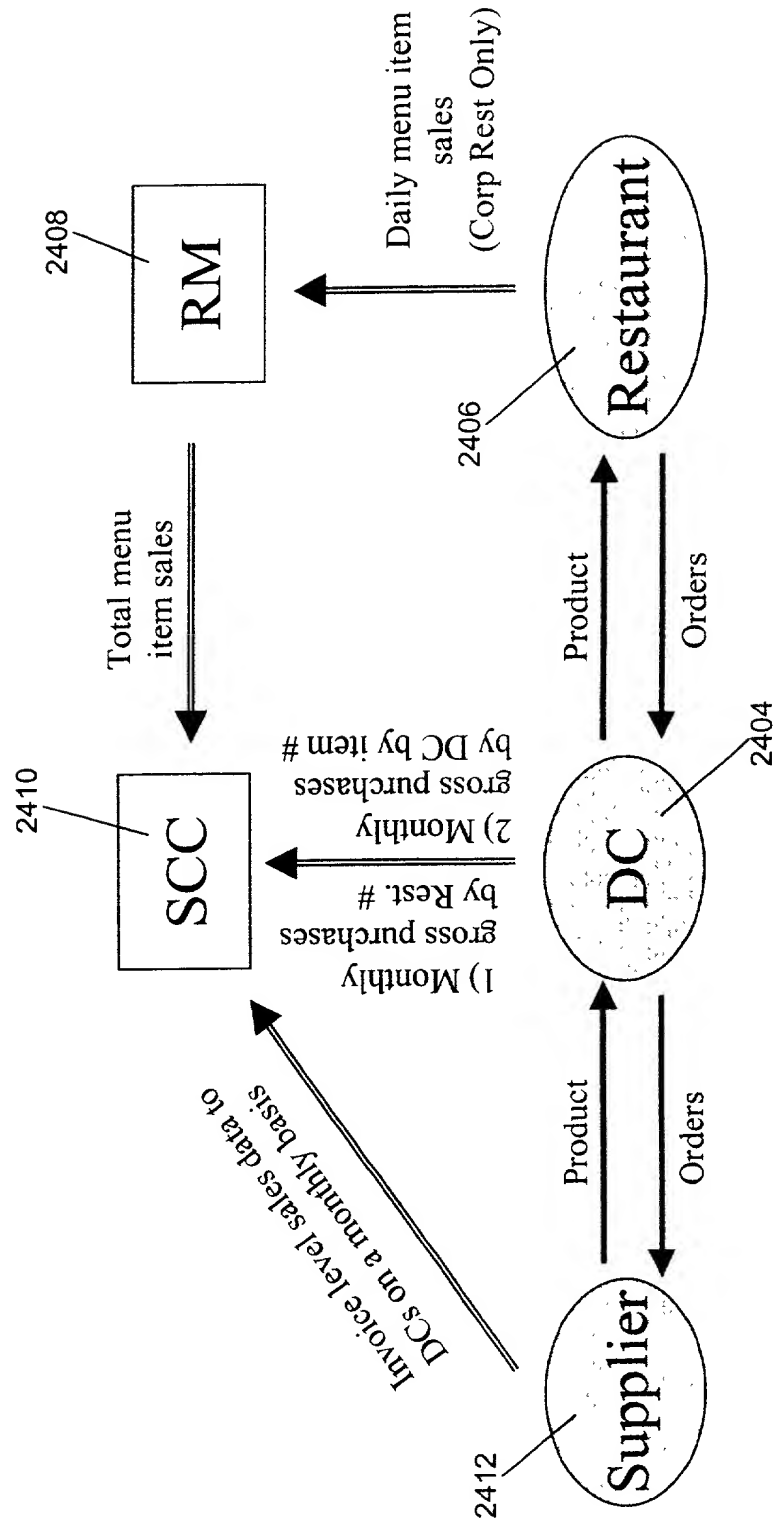 2410
SCC
Total menu
item sales
2408
RM
Invoice level sales data to
DCs on a monthly basis
1) Monthly
gross purchases
by Rest. #
2) Monthly
gross purchases
by DC by item #
Daily menu item
sales
(Corp Rest Only)
2412
Supplier
Product
Orders
DC
2404
Product
Orders
2406
Restaurant